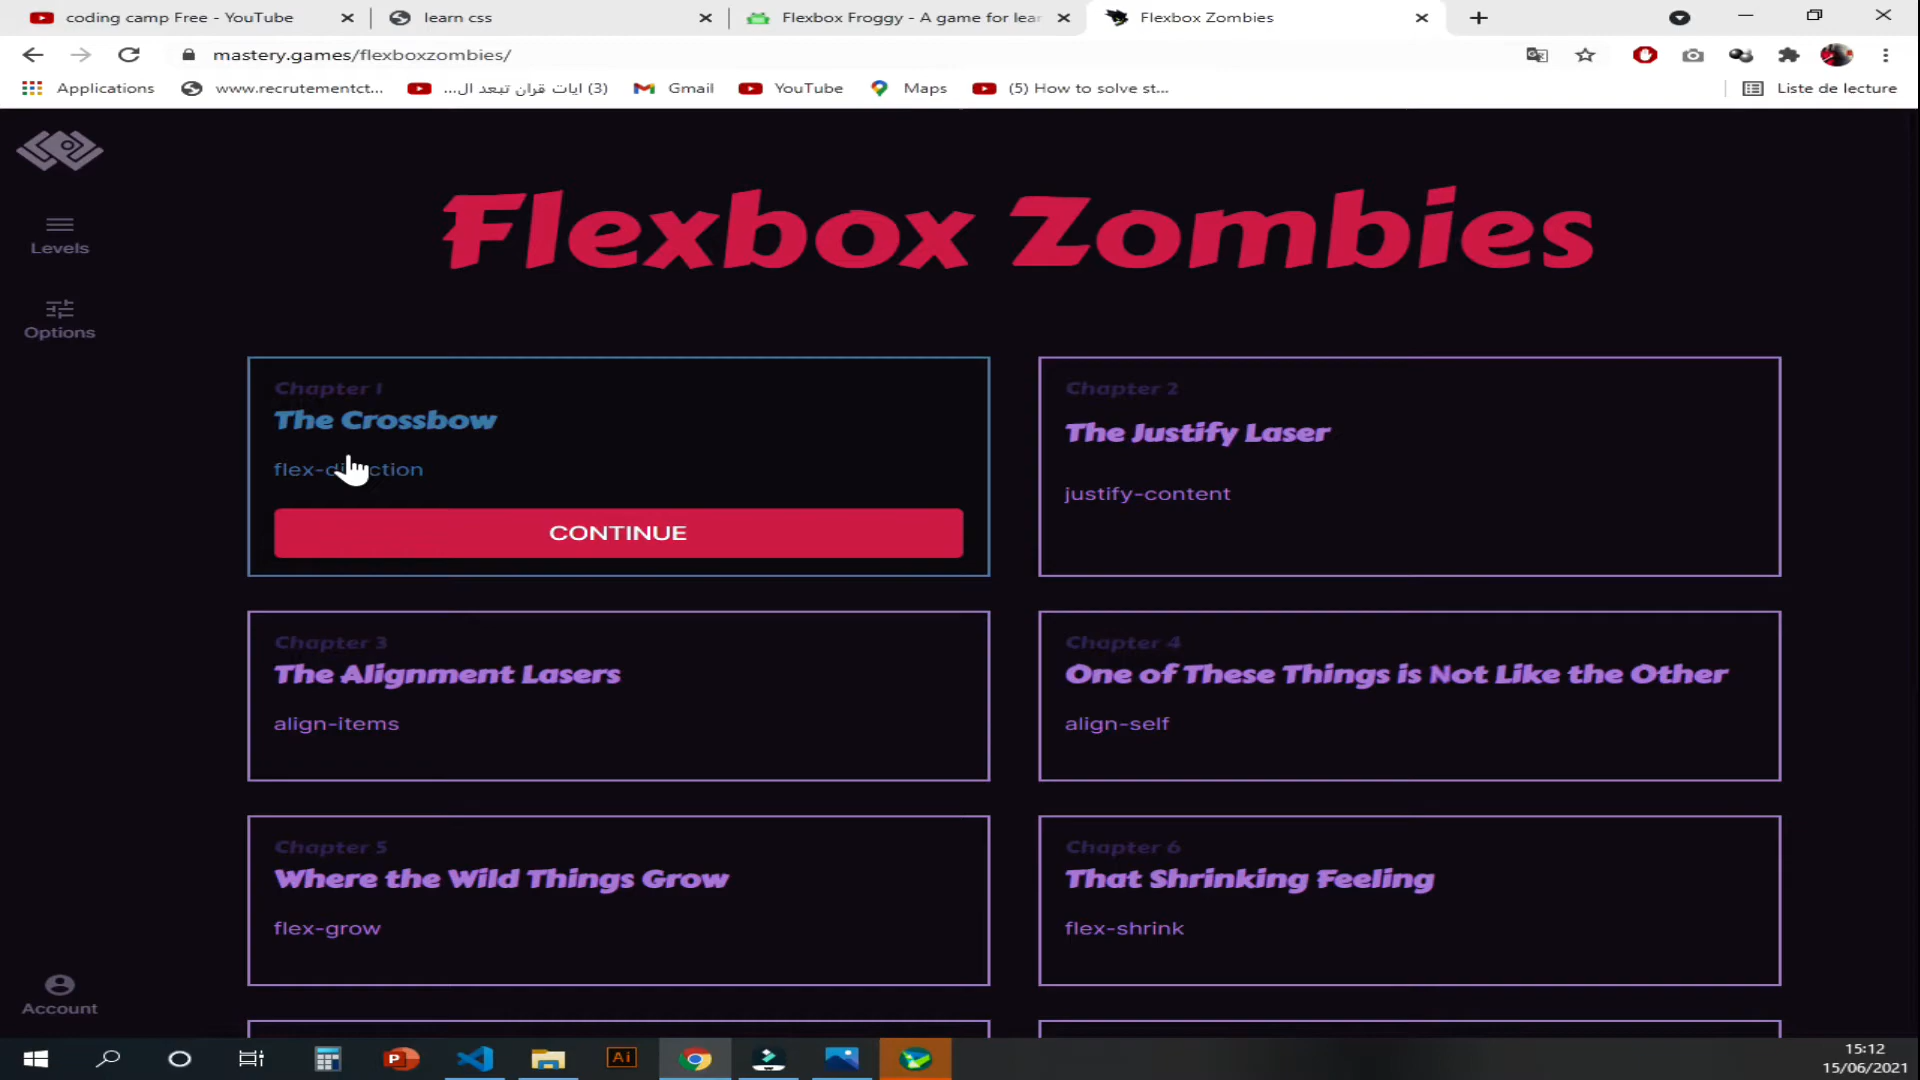 coding camp Free - YouTube
learn css
Flexbox Froggy - A game for lear
Flexbox Zombies
mastery.games/flexboxzombies/
Applications
www.recrutementct...
(3) ايات قران تبعد ال...
Gmail
YouTube
Maps
(5) How to solve st...
Liste de lecture
Levels
Options
Account
Flexbox Zombies
Chapter 1
The Crossbow
flex-direction
CONTINUE
Chapter 2
The Justify Laser
justify-content
Chapter 3
The Alignment Lasers
align-items
Chapter 4
One of These Things is Not Like the Other
align-self
Chapter 5
Where the Wild Things Grow
flex-grow
Chapter 6
That Shrinking Feeling
flex-shrink
Ai
15:12
15/06/2021